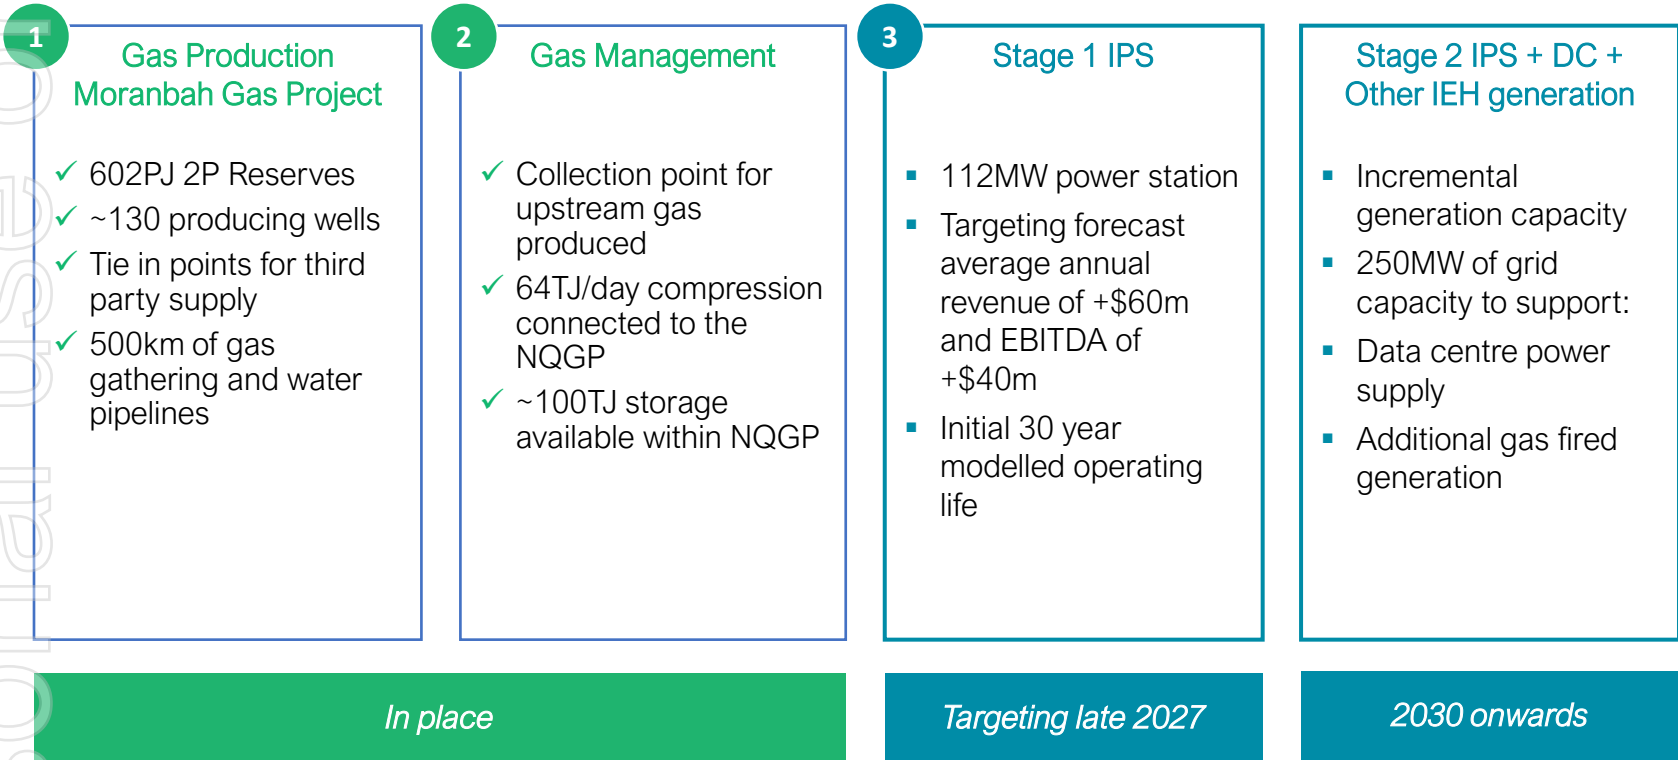 1
Gas Production
Moranbah Gas Project
✓ 602PJ 2P Reserves
✓ ~130 producing wells
✓ Tie in points for third
party supply
✓ 500km of gas
gathering and water
pipelines
2
Gas Management
✓ Collection point for
upstream gas
produced
✓ 64TJ/day compression
connected to the
NQGP
✓ ~100TJ storage
available within NQGP
In place
3
Stage 1 IPS
▪ 112MW power station
▪ Targeting forecast
average annual
revenue of +$60m
and EBITDA of
+$40m
▪ Initial 30 year
modelled operating
life
Targeting late 2027
Stage 2 IPS + DC +
Other IEH generation
▪ Incremental
generation capacity
▪ 250MW of grid
capacity to support:
▪ Data centre power
supply
▪ Additional gas fired
generation
2030 onwards